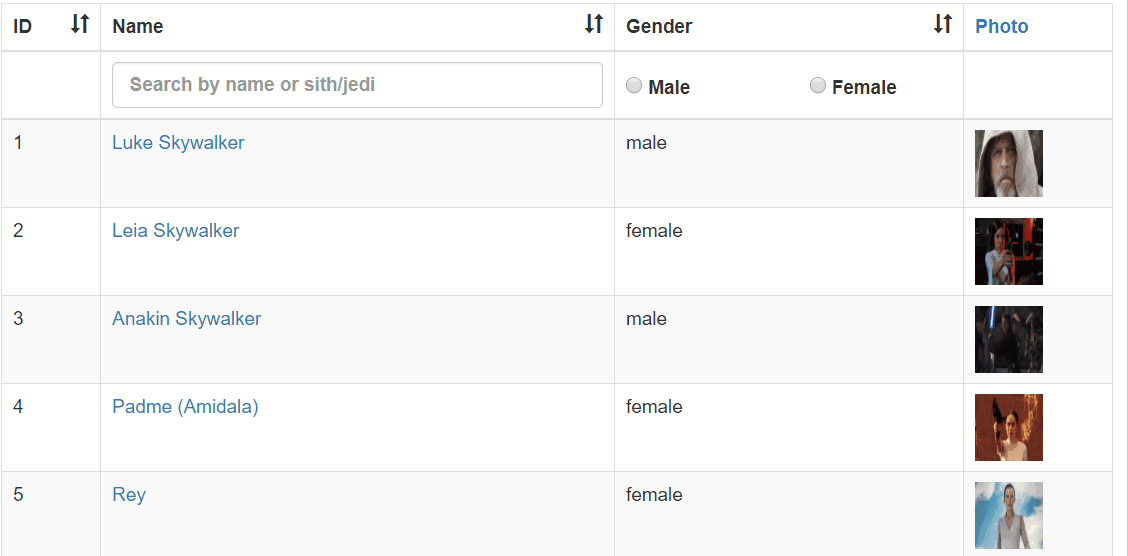 ID Name Gender Photo
Search by name or sith/jedi Male Female
1 Luke Skywalker male
2 Leia Skywalker female
3 Anakin Skywalker male
4 Padme (Amidala) female
5 Rey female